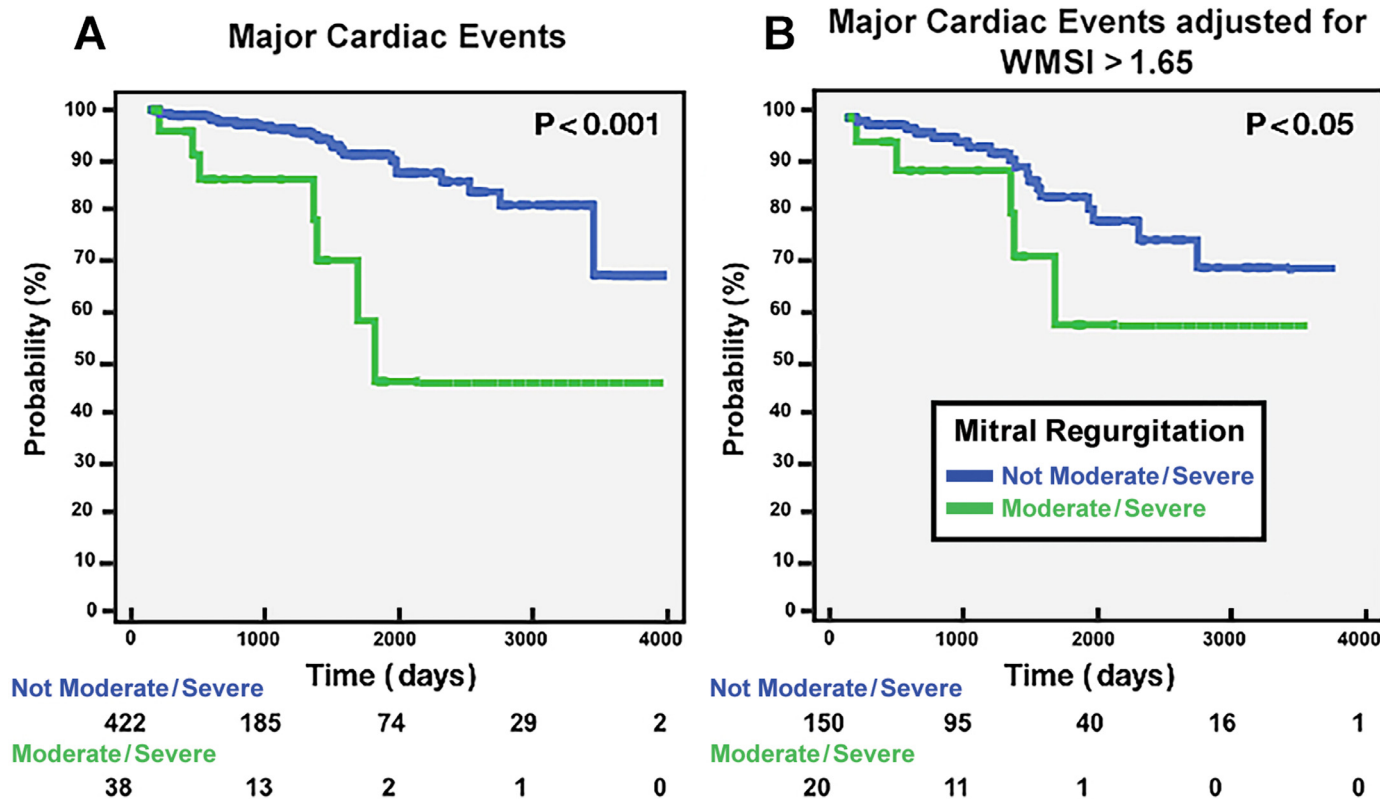 A
Major Cardiac Events
P<0.001
Probability (%)
100
90
80
70
60
50
40
30
20
10
0
0 1000 2000 3000 4000
Time (days)
Not Moderate/Severe
422 185 74 29 2
Moderate/Severe
38 13 2 1 0
B
Major Cardiac Events adjusted for
WMSI > 1.65
P<0.05
Probability (%)
100
90
80
70
60
50
40
30
20
10
0
Mitral Regurgitation
Not Moderate/Severe
Moderate/Severe
0 1000 2000 3000 4000
Time (days)
Not Moderate/Severe
150 95 40 16 1
Moderate/Severe
20 11 1 0 0